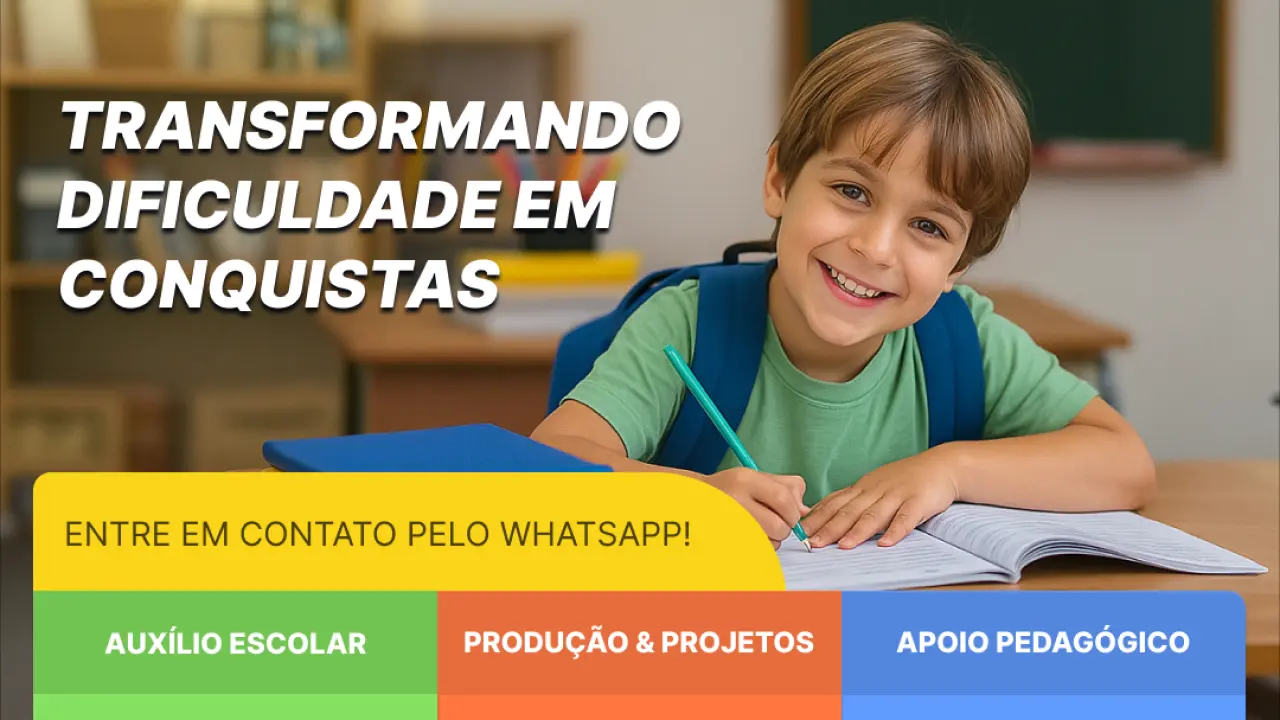 TRANSFORMANDO
DIFICULDADE EM
CONQUISTAS
ENTRE EM CONTATO PELO WHATSAPP!
AUXÍLIO ESCOLAR
PRODUÇÃO & PROJETOS
APOIO PEDAGÓGICO